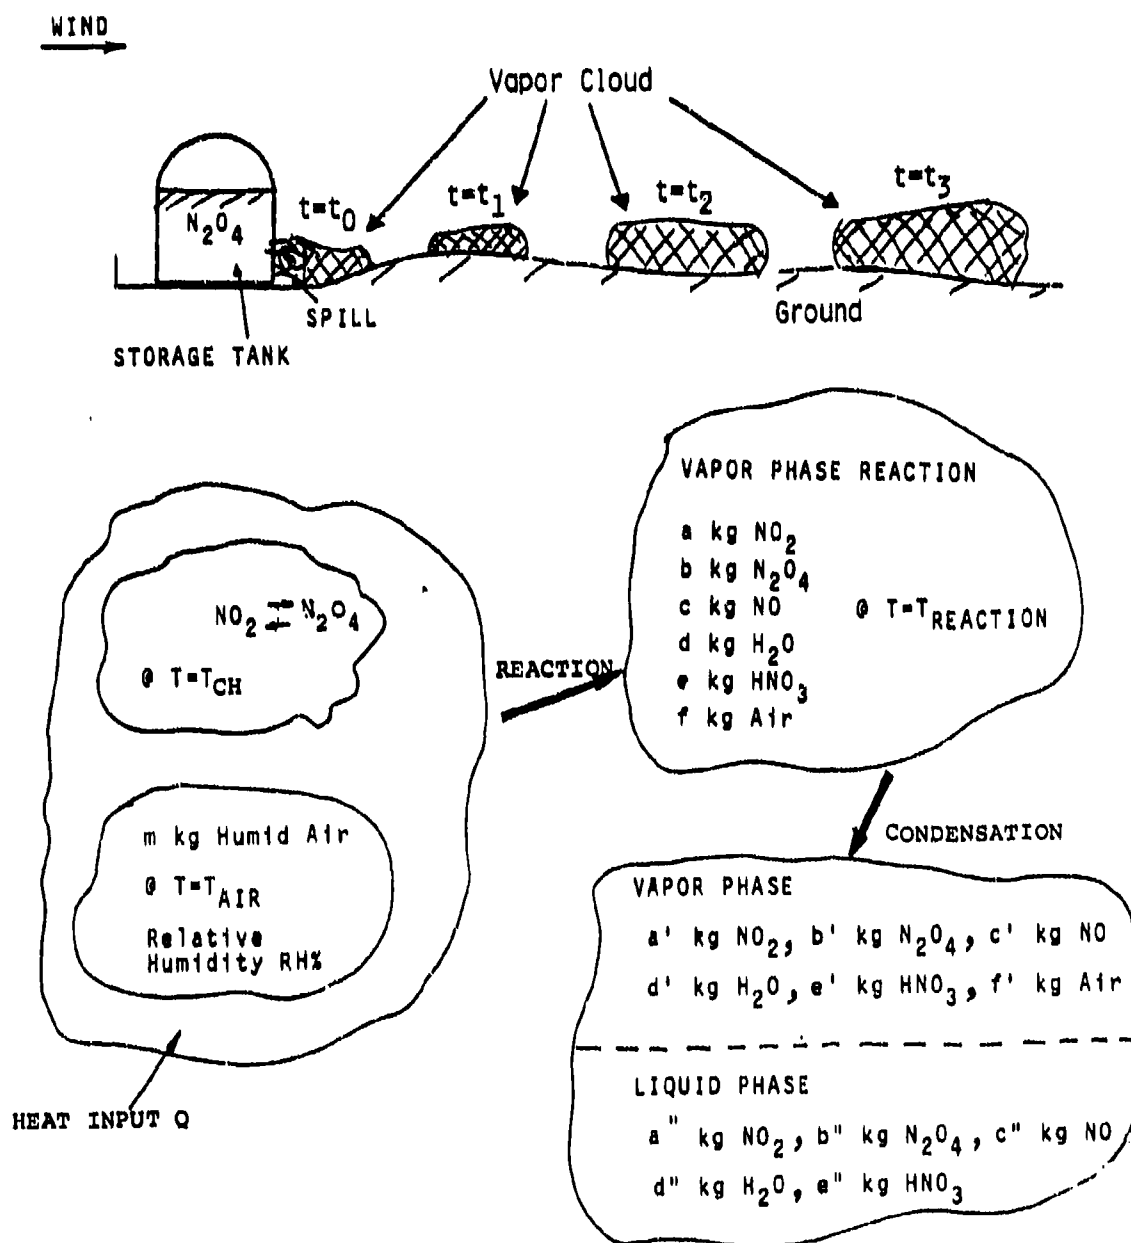 WIND
Vapor Cloud
t=t0
t=t1
t=t2
t=t3
N2O4
SPILL
STORAGE TANK
Ground
NO2 ⇄ N2O4
@ T=TCH
m kg Humid Air
@ T=TAIR
Relative
Humidity RH%
HEAT INPUT Q
REACTION
VAPOR PHASE REACTION
a kg NO2
b kg N2O4
c kg NO @ T=TREACTION
d kg H2O
e kg HNO3
f kg Air
CONDENSATION
VAPOR PHASE
a' kg NO2, b' kg N2O4, c' kg NO
d' kg H2O, e' kg HNO3, f' kg Air
LIQUID PHASE
a" kg NO2, b" kg N2O4, c" kg NO
d" kg H2O, e" kg HNO3